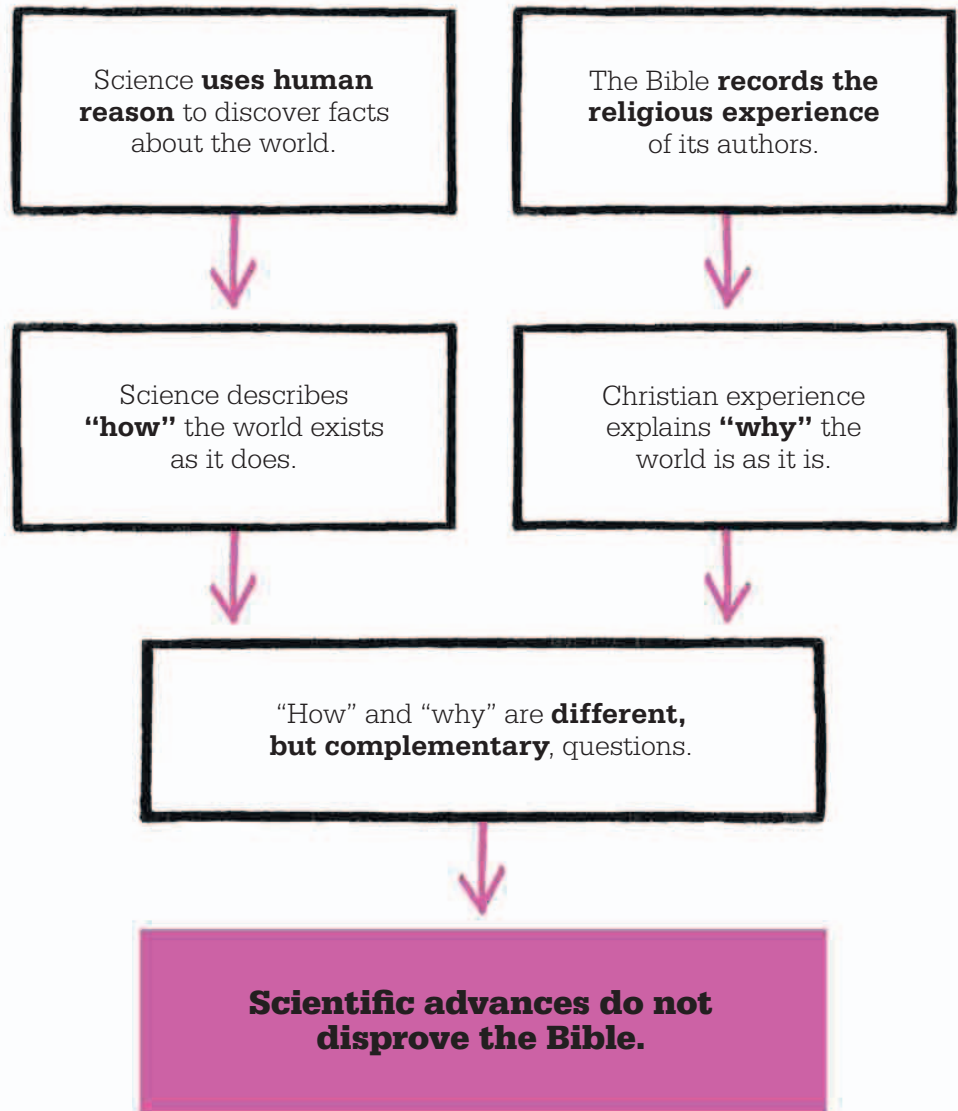 Science uses human
reason to discover facts
about the world.
The Bible records the
religious experience
of its authors.
Science describes
“how” the world exists
as it does.
Christian experience
explains “why” the
world is as it is.
“How” and “why” are different,
but complementary, questions.
Scientific advances do not
disprove the Bible.